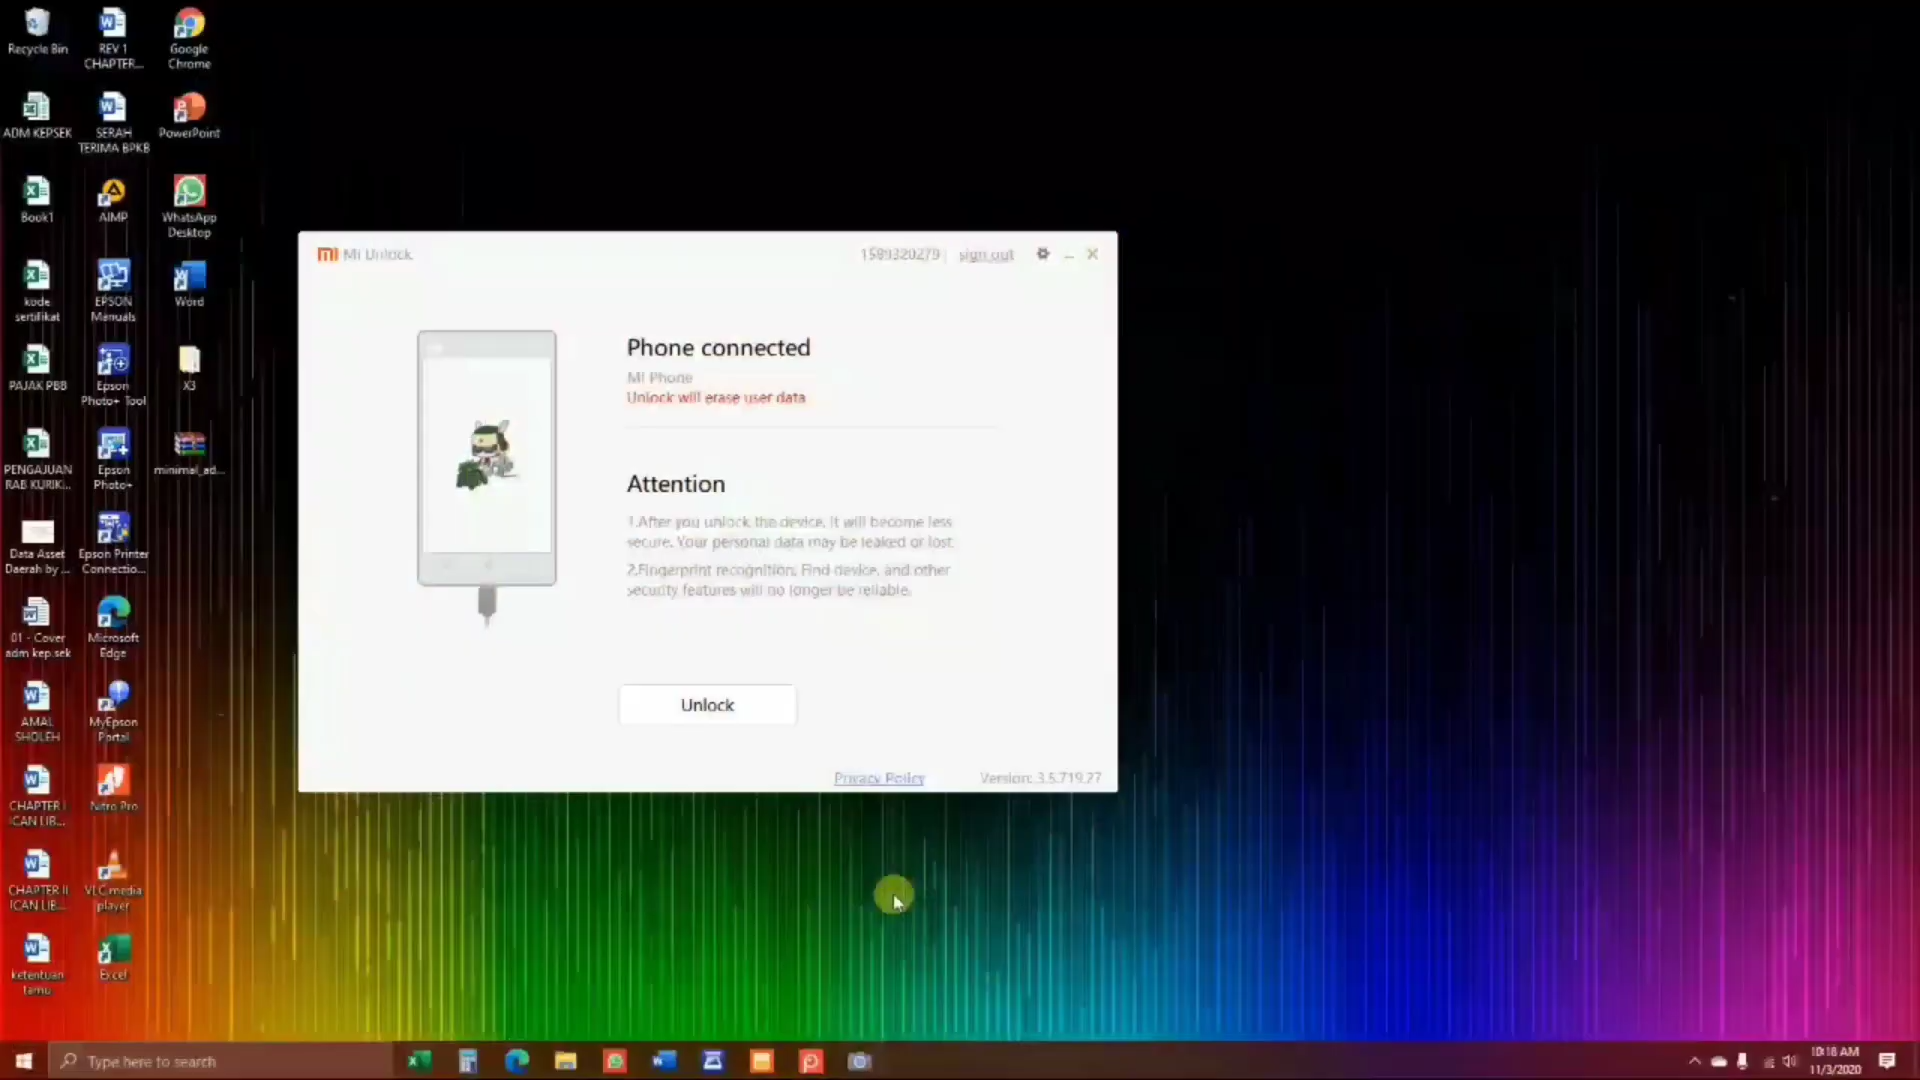 Recycle Bin
REV 1
CHAPTER...
Google
Chrome
ADM KEPSEK
SERAH
TERIMA BPKB
PowerPoint
Book1
AIMP
WhatsApp
Desktop
kode
sertifikat
EPSON
Manuals
Word
PAJAK PBB
Epson
Photo+ Tool
X3
PENGAJUAN
RAB KURIK...
Epson
Photo+
minimal_ad...
Data Asset
Daerah by ...
Epson Printer
Connectio...
01 - Cover
adm kep.sek
Microsoft
Edge
AMAL
SHOLEH
MyEpson
Portal
CHAPTER I
ICAN LIB...
Nitro Pro
CHAPTER II
ICAN LIB...
VLC media
player
ketentuan
tamu
Excel
Mi Unlock
1589320279
sign out
Phone connected
Mi Phone
Unlock will erase user data
Attention
1.After you unlock the device, it will become less
secure. Your personal data may be leaked or lost.
2.Fingerprint recognition, Find device, and other
security features will no longer be reliable.
Unlock
Privacy Policy
Version: 3.5.719.27
Type here to search
10:18 AM
11/3/2020